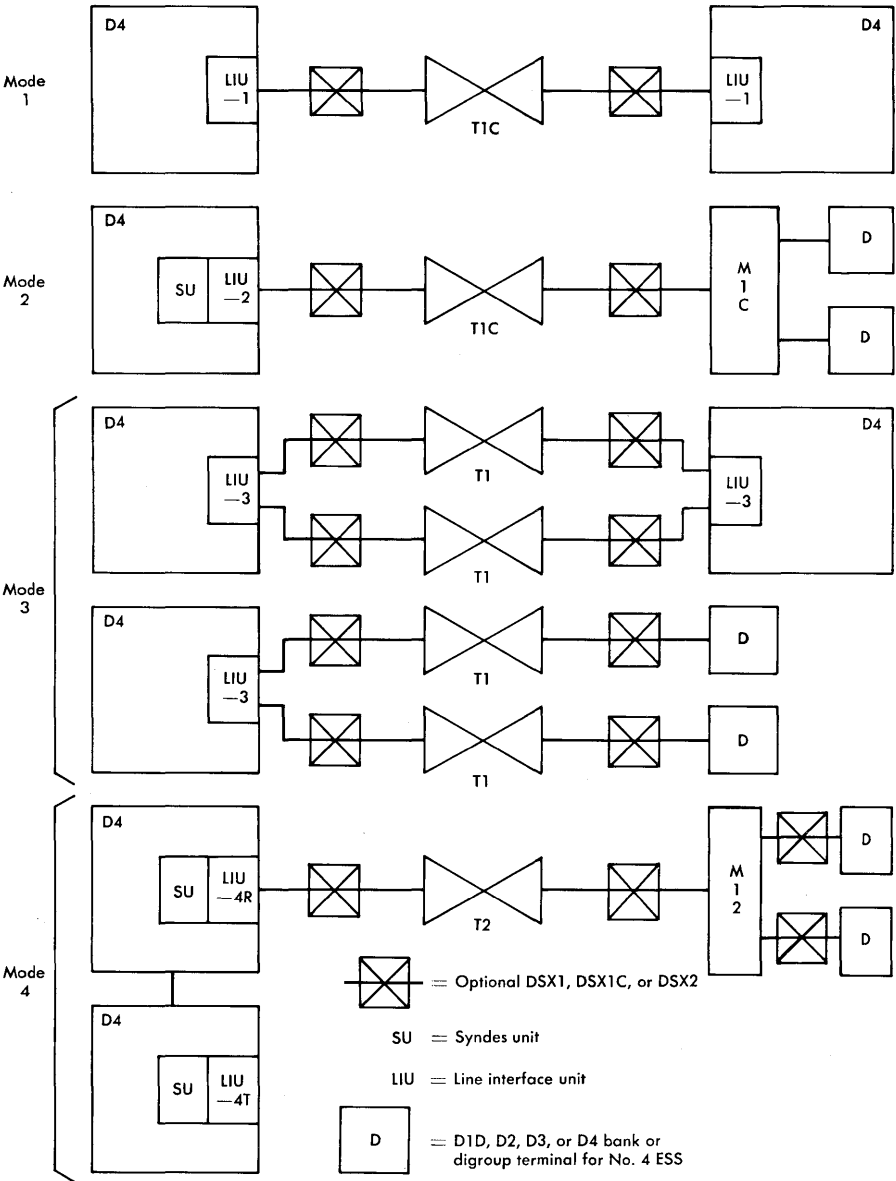 D4
D4
Mode
1
LIU
—1
LIU
—1
T1C
D4
Mode
2
SU
LIU
—2
T1C
M
1
C
D
D
D4
D4
LIU
—3
T1
LIU
—3
T1
Mode
3
D4
LIU
—3
T1
D
T1
D
D4
SU
LIU
—4R
T2
M
1
2
D
D
Mode
4
D4
SU
LIU
—4T
= Optional DSX1, DSX1C, or DSX2
SU = Syndes unit
LIU = Line interface unit
D = D1D, D2, D3, or D4 bank or
digroup terminal for No. 4 ESS